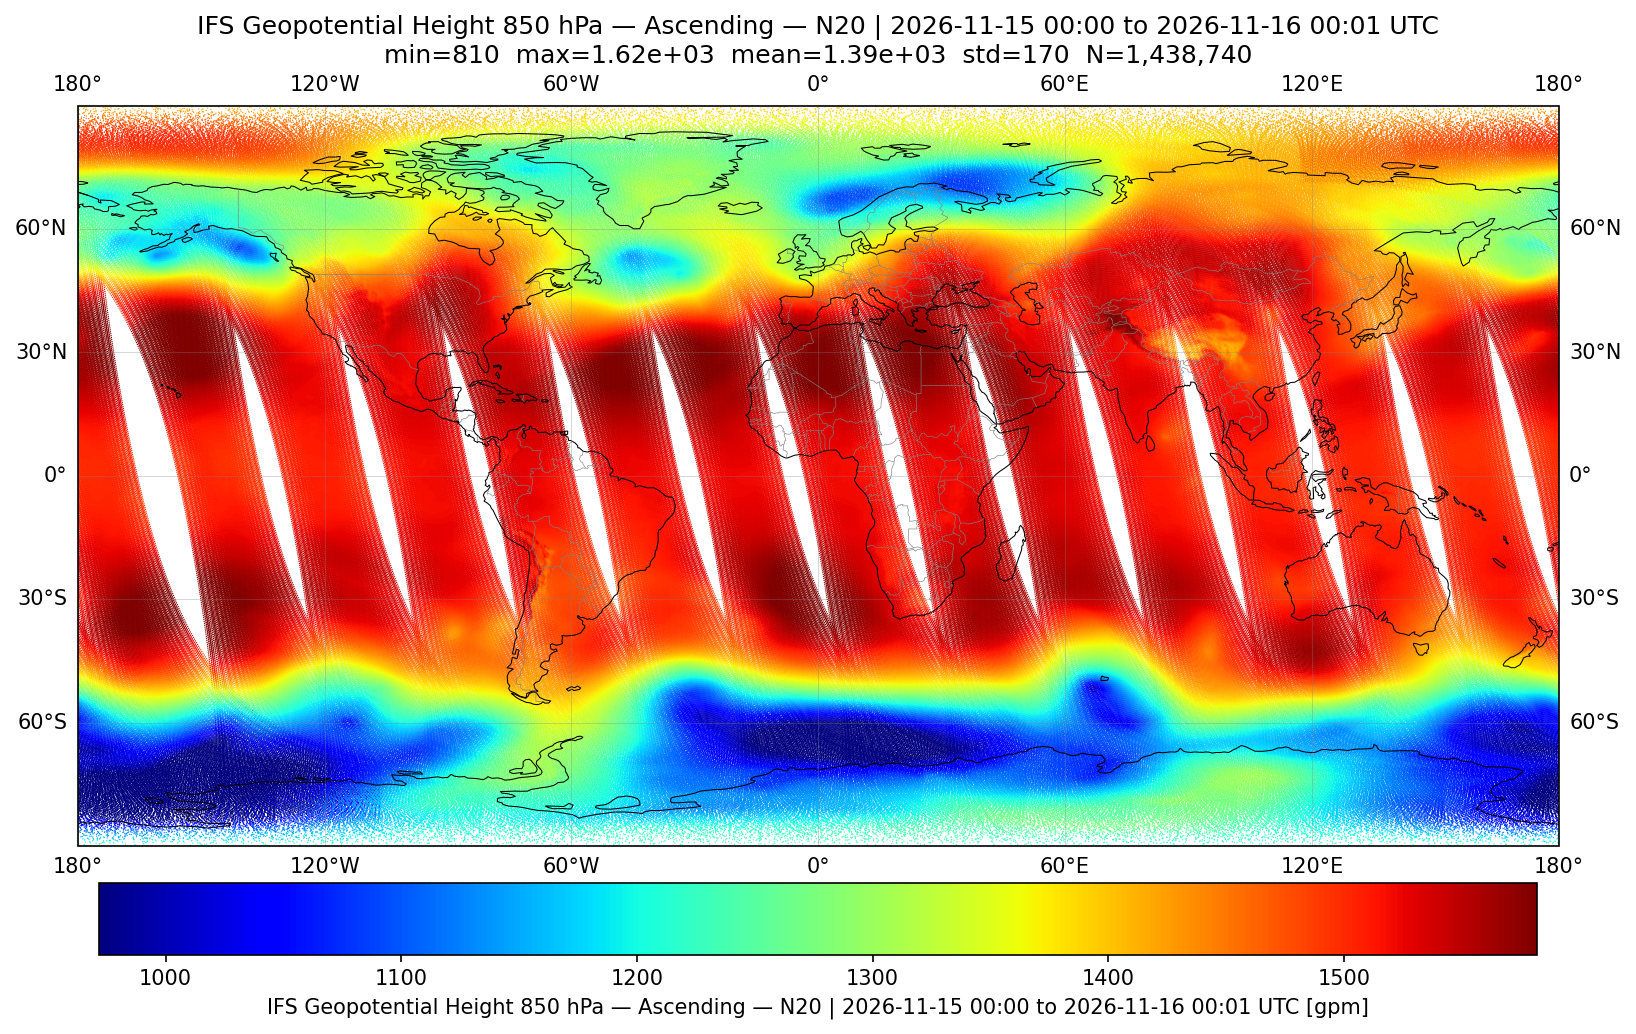 IFS Geopotential Height 850 hPa — Ascending — N20 | 2026-11-15 00:00 to 2026-11-16 00:01 UTC
min=810 max=1.62e+03 mean=1.39e+03 std=170 N=1,438,740
180° 120°W 60°W 0° 60°E 120°E 180°
60°N 60°N
30°N 30°N
0° 0°
30°S 30°S
60°S 60°S
180° 120°W 60°W 0° 60°E 120°E 180°
1000 1100 1200 1300 1400 1500
IFS Geopotential Height 850 hPa — Ascending — N20 | 2026-11-15 00:00 to 2026-11-16 00:01 UTC [gpm]